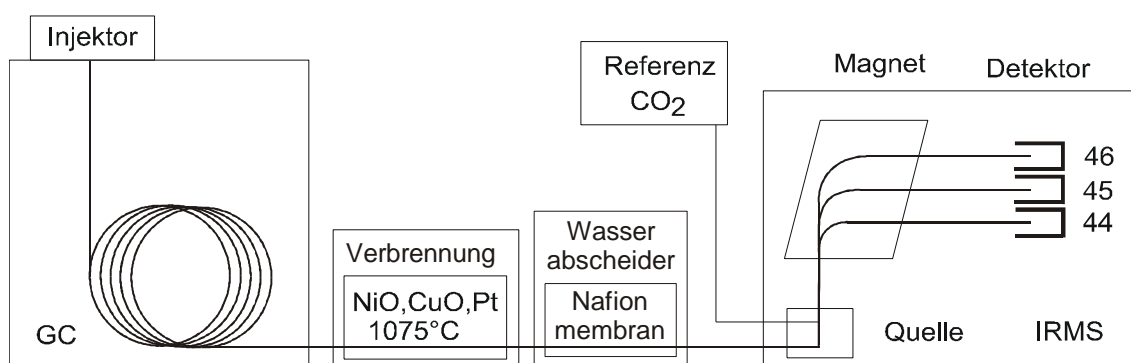 Injektor
GC
Verbrennung
NiO,CuO,Pt
1075°C
Wasser
abscheider
Nafion
membran
Referenz
CO2
Magnet
Detektor
46
45
44
Quelle
IRMS